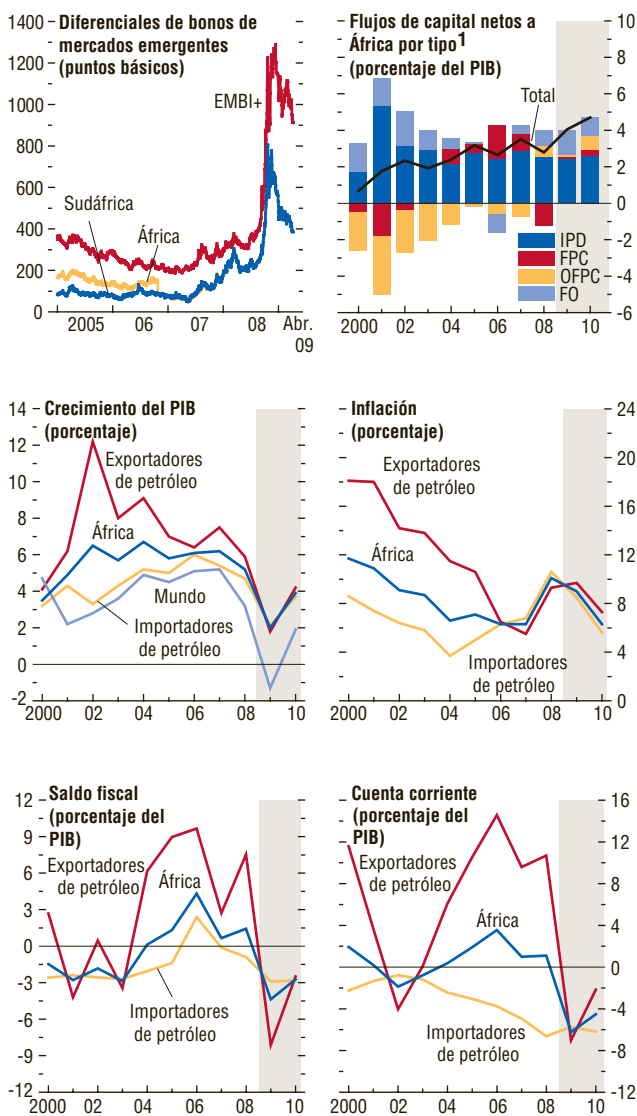 Diferenciales de bonos de
mercados emergentes
(puntos básicos)
1400
1200
1000
800
600
400
200
0
EMBI+
Sudáfrica
África
2005
06
07
08
Abr.
09
Flujos de capital netos a
África por tipo1
(porcentaje del PIB)
10
8
6
4
2
0
-2
-4
-6
Total
IPD
FPC
OFPC
FO
2000
02
04
06
08
10
Crecimiento del PIB
(porcentaje)
14
12
10
8
6
4
2
0
-2
Exportadores
de petróleo
África
Mundo
Importadores
de petróleo
2000
02
04
06
08
10
Inflación
(porcentaje)
24
20
16
12
8
4
0
Exportadores
de petróleo
África
Importadores
de petróleo
2000
02
04
06
08
10
Saldo fiscal
(porcentaje del
PIB)
12
9
6
3
0
-3
-6
-9
-12
Exportadores
de petróleo
África
Importadores
de petróleo
2000
02
04
06
08
10
Cuenta corriente
(porcentaje del
PIB)
16
12
8
4
0
-4
-8
-12
Exportadores
de petróleo
África
Importadores
de petróleo
2000
02
04
06
08
10